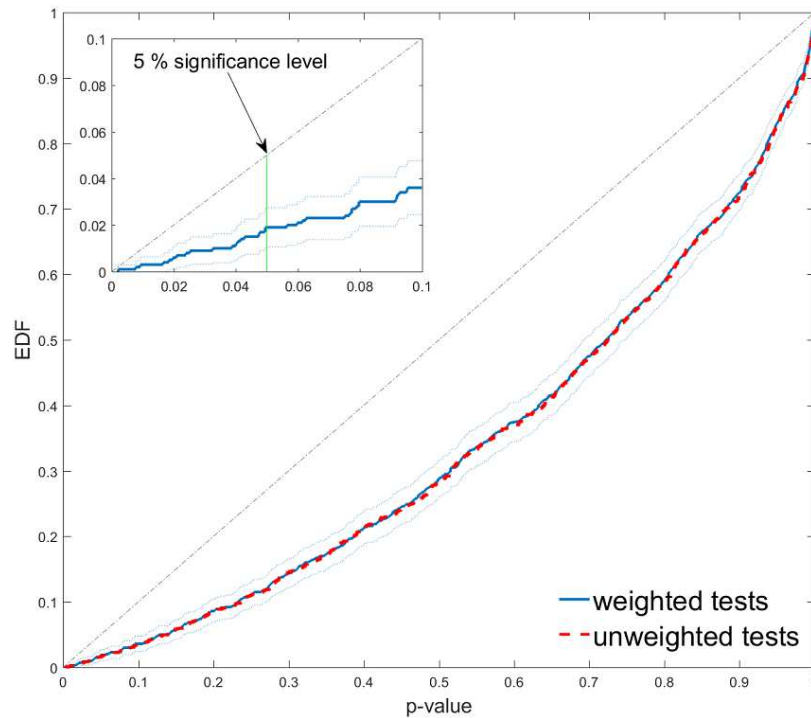 1
0.9
0.8
0.7
0.6
0.5
0.4
0.3
0.2
0.1
0
EDF
0.1
0.08
0.06
0.04
0.02
0
5 % significance level
0 0.02 0.04 0.06 0.08 0.1
weighted tests
unweighted tests
0 0.1 0.2 0.3 0.4 0.5 0.6 0.7 0.8 0.9
p-value